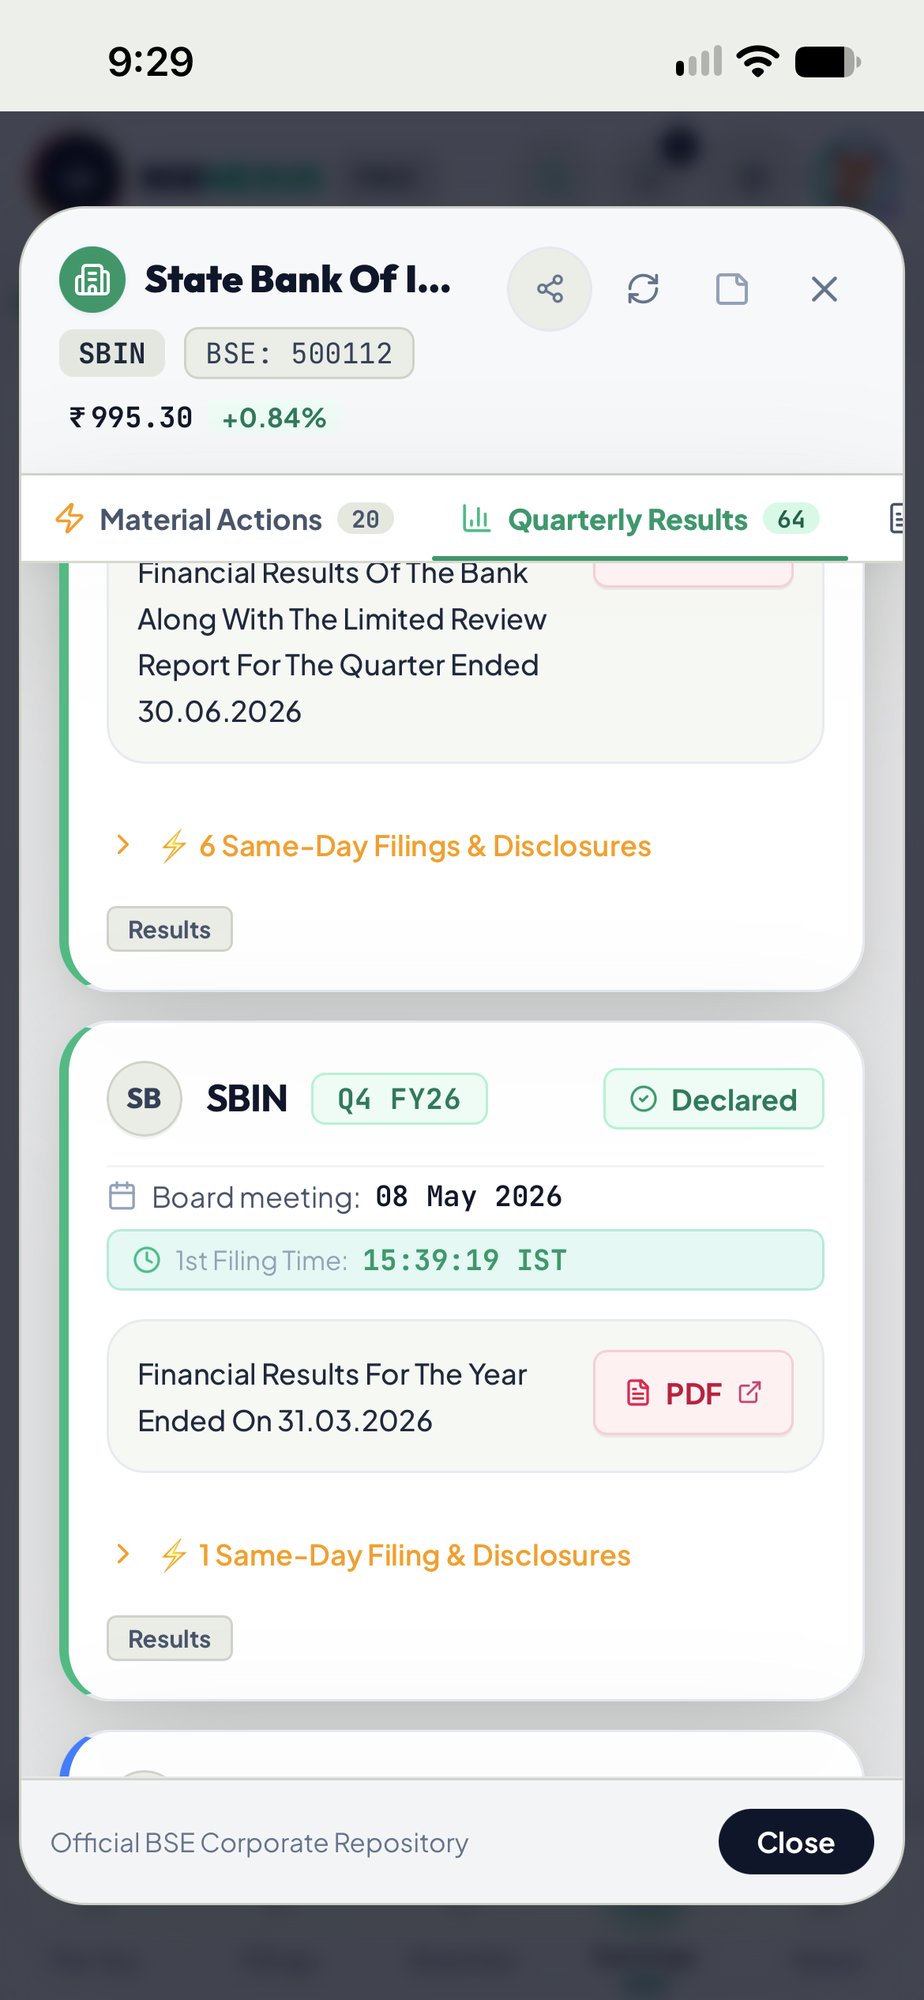 9:29
State Bank Of I...
SBIN
BSE: 500112
₹995.30 +0.84%
Material Actions 20
Quarterly Results 64
Financial Results Of The Bank
Along With The Limited Review
Report For The Quarter Ended
30.06.2026
⚡ 6 Same-Day Filings & Disclosures
Results
SB SBIN Q4 FY26 Declared
Board meeting: 08 May 2026
1st Filing Time: 15:39:19 IST
Financial Results For The Year
Ended On 31.03.2026
PDF
⚡ 1 Same-Day Filing & Disclosures
Results
Official BSE Corporate Repository
Close